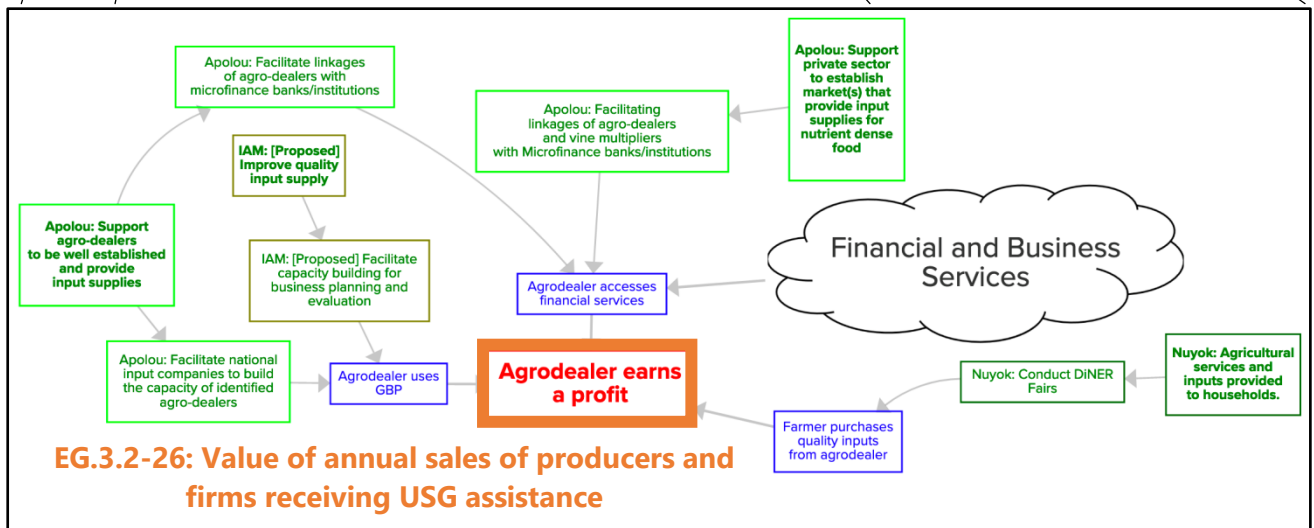 Apolou: Facilitate linkages
of agro-dealers with
microfinance banks/institutions
Apolou: Facilitating
linkages of agro-dealers
and vine multipliers
with Microfinance banks/institutions
Apolou: Support
private sector
to establish
market(s) that
provide input
supplies for
nutrient dense
food
IAM: [Proposed]
Improve quality
input supply
Apolou: Support
agro-dealers
to be well established
and provide
input supplies
IAM: [Proposed] Facilitate
capacity building for
business planning and
evaluation
Agrodealer accesses
financial services
Financial and Business
Services
Apolou: Facilitate national
input companies to build
the capacity of identified
agro-dealers
Agrodealer uses
GBP
Agrodealer earns
a profit
Nuyok: Conduct DiNER
Fairs
Nuyok: Agricultural
services and
inputs provided
to households.
Farmer purchases
quality inputs
from agrodealer
EG.3.2-26: Value of annual sales of producers and
firms receiving USG assistance